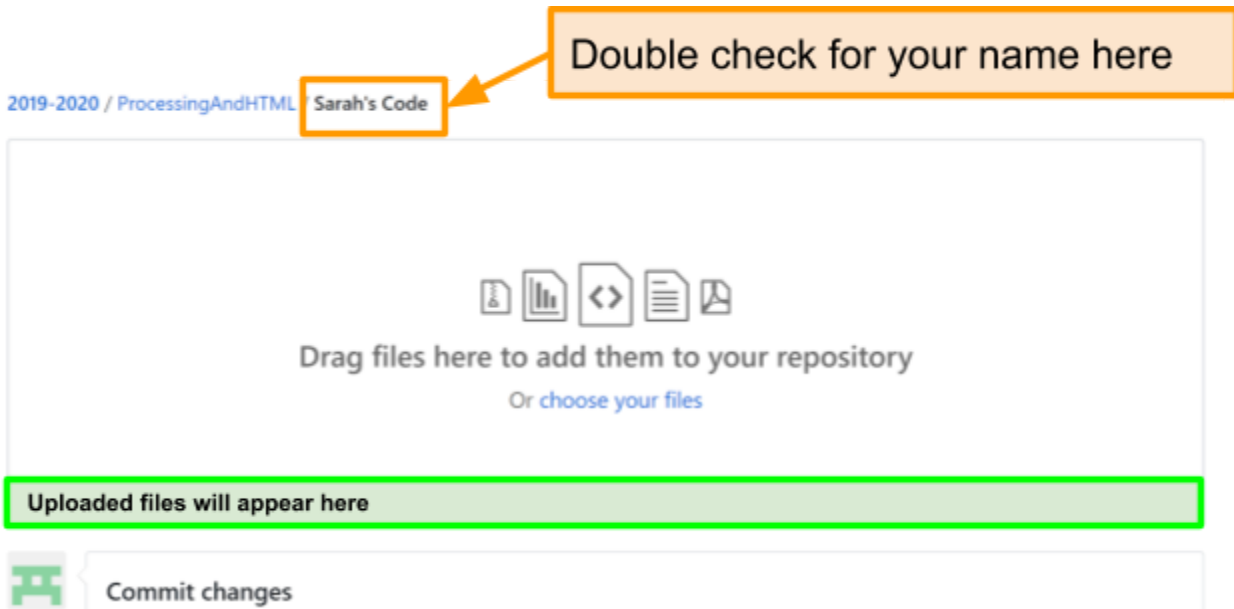 Double check for your name here
2019-2020 / ProcessingAndHTML / Sarah's Code
Drag files here to add them to your repository
Or choose your files
Uploaded files will appear here
Commit changes